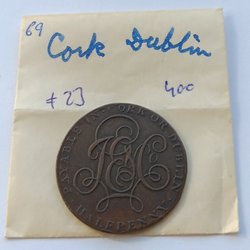 69
Cork Dublin
#23 400
PAYABLE IN CORK OR DUBLIN
HALFPENNY.